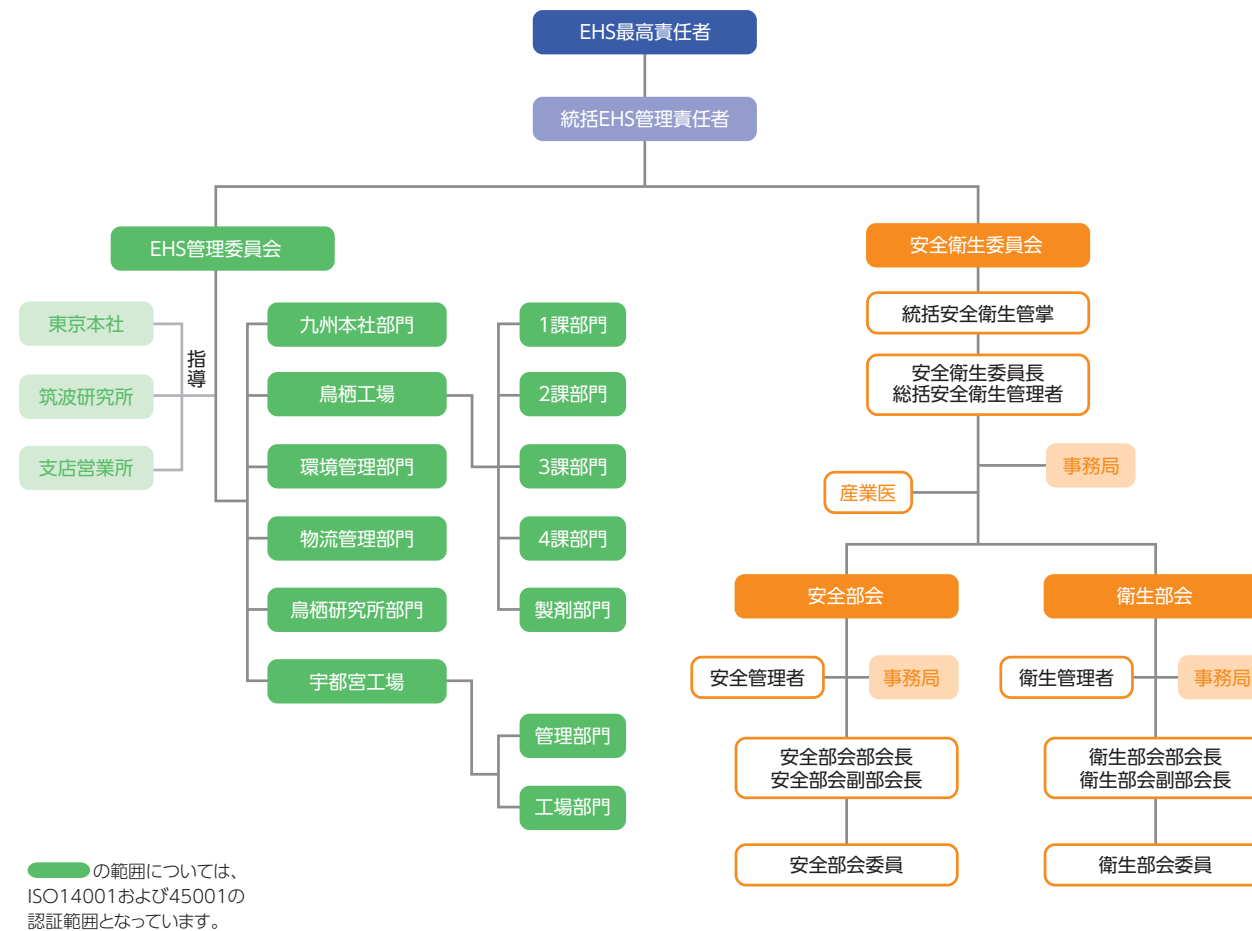 EHS最高責任者
統括EHS管理責任者
EHS管理委員会
東京本社
筑波研究所
支店営業所
指導
九州本社部門
鳥栖工場
環境管理部門
物流管理部門
鳥栖研究所部門
宇都宮工場
1課部門
2課部門
3課部門
4課部門
製剤部門
管理部門
工場部門
安全衛生委員会
統括安全衛生管掌
安全衛生委員長
総括安全衛生管理者
事務局
産業医
安全部会
安全管理者
事務局
安全部会部会長
安全部会副部会長
安全部会委員
衛生部会
衛生管理者
事務局
衛生部会部会長
衛生部会副部会長
衛生部会委員
の範囲については、
ISO14001および45001の
認証範囲となっています。